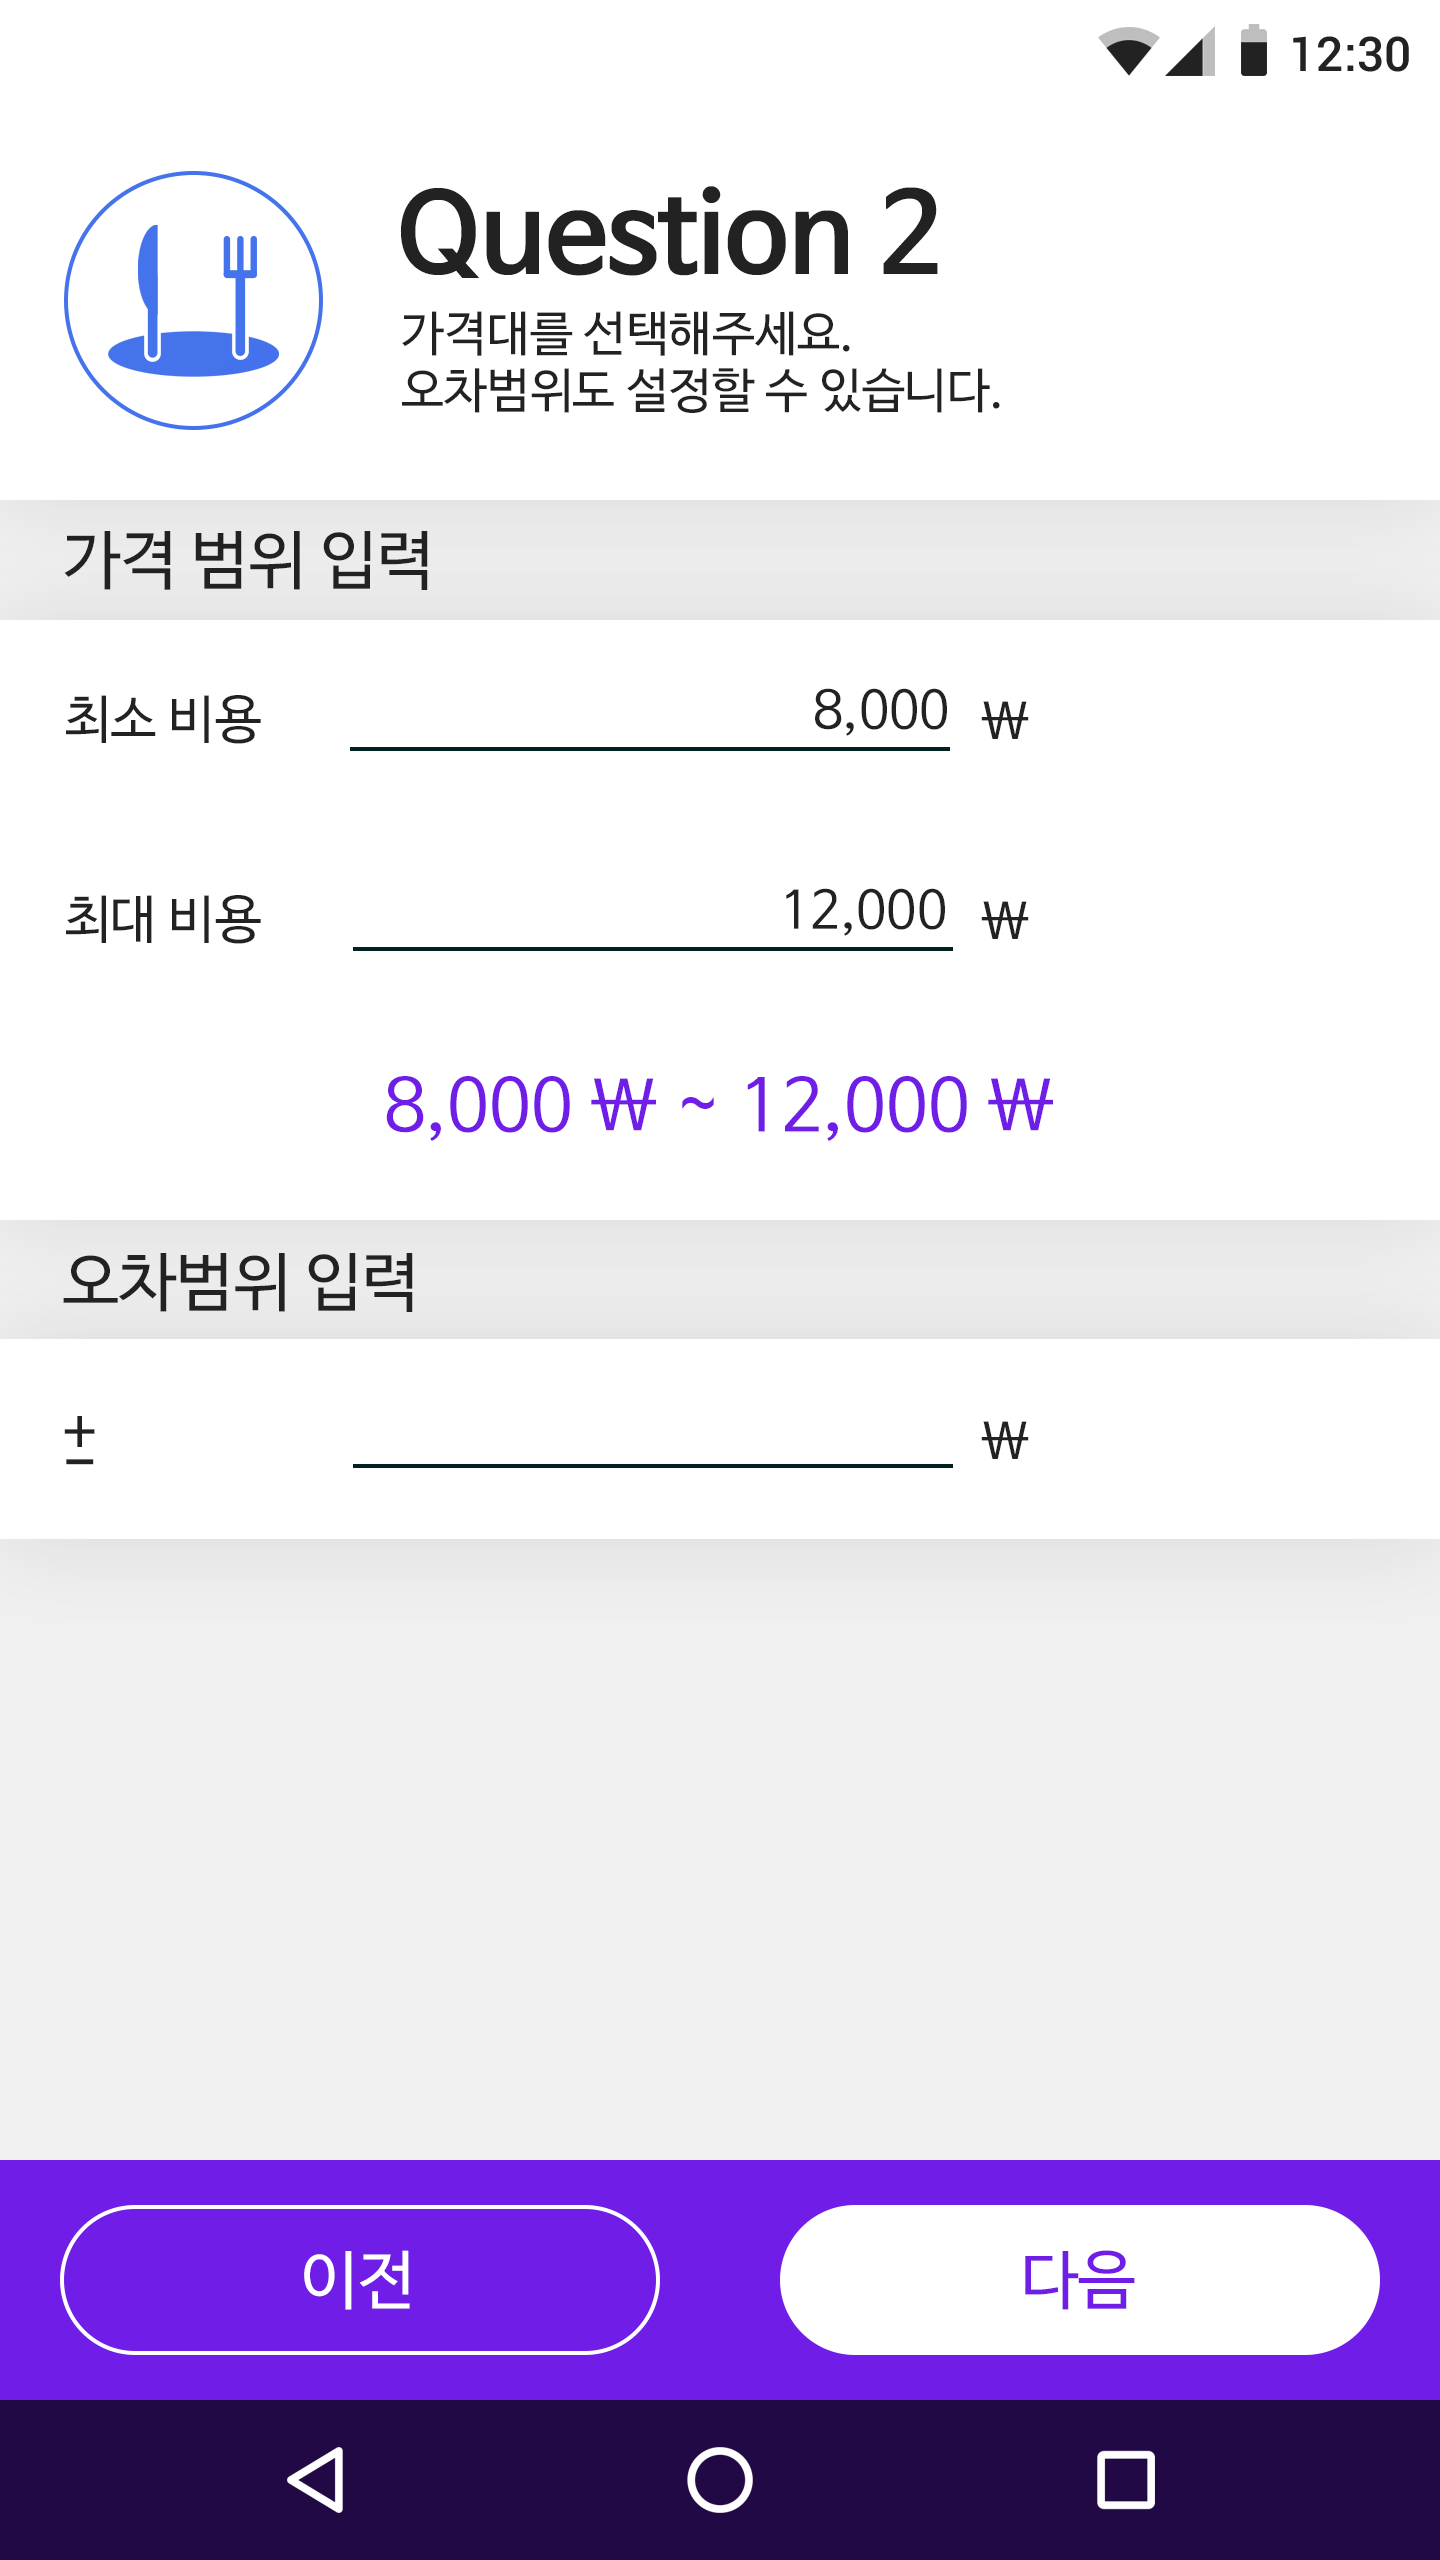 12:30
Question 2
가격대를 선택해주세요.
오차범위도 설정할 수 있습니다.
가격 범위 입력
최소 비용 8,000 ₩
최대 비용 12,000 ₩
8,000 ₩ ~ 12,000 ₩
오차범위 입력
± ₩
이전 다음